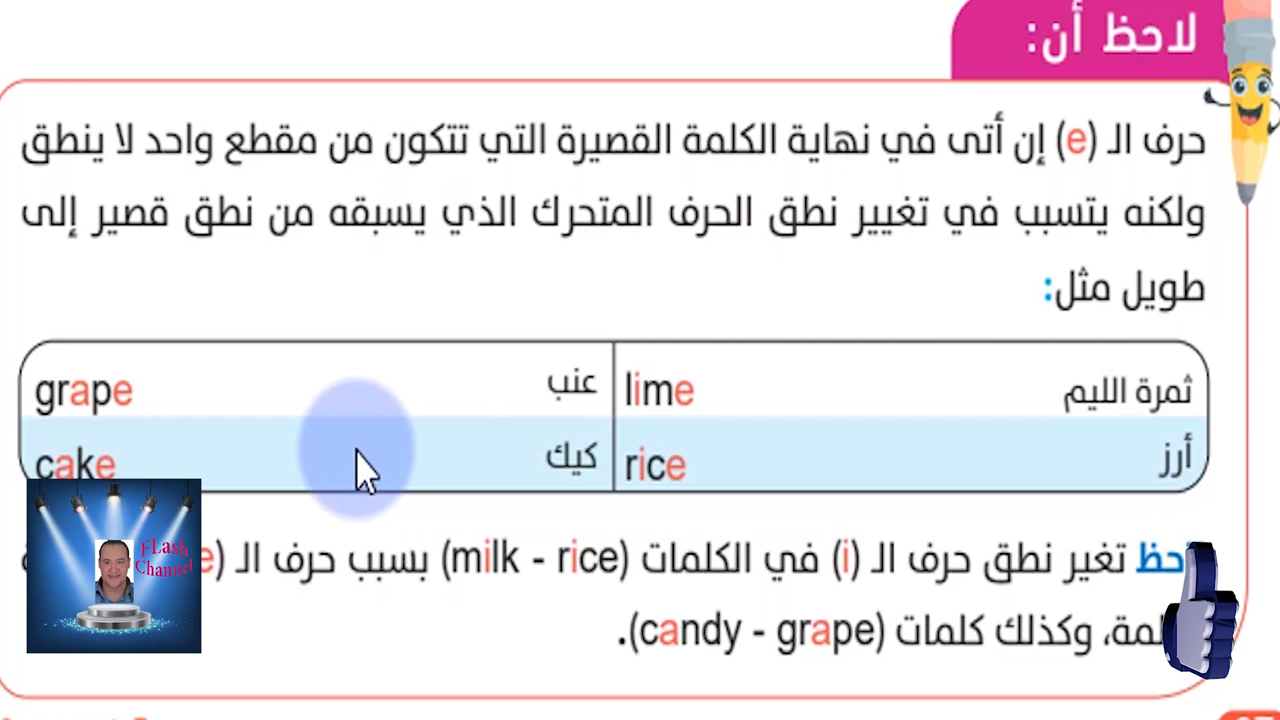 لاحظ أن:
حرف الـ (e) إن أتى في نهاية الكلمة القصيرة التي تتكون من مقطع واحد لا ينطق
ولكنه يتسبب في تغيير نطق الحرف المتحرك الذي يسبقه من نطق قصير إلى
طويل مثل:
ثمرة الليم lime عنب grape
أرز rice كيك cake
تغير نطق حرف الـ (i) في الكلمات (milk - rice) بسبب حرف الـ (e
وكذلك كلمات (candy - grape).
FLash
Channel